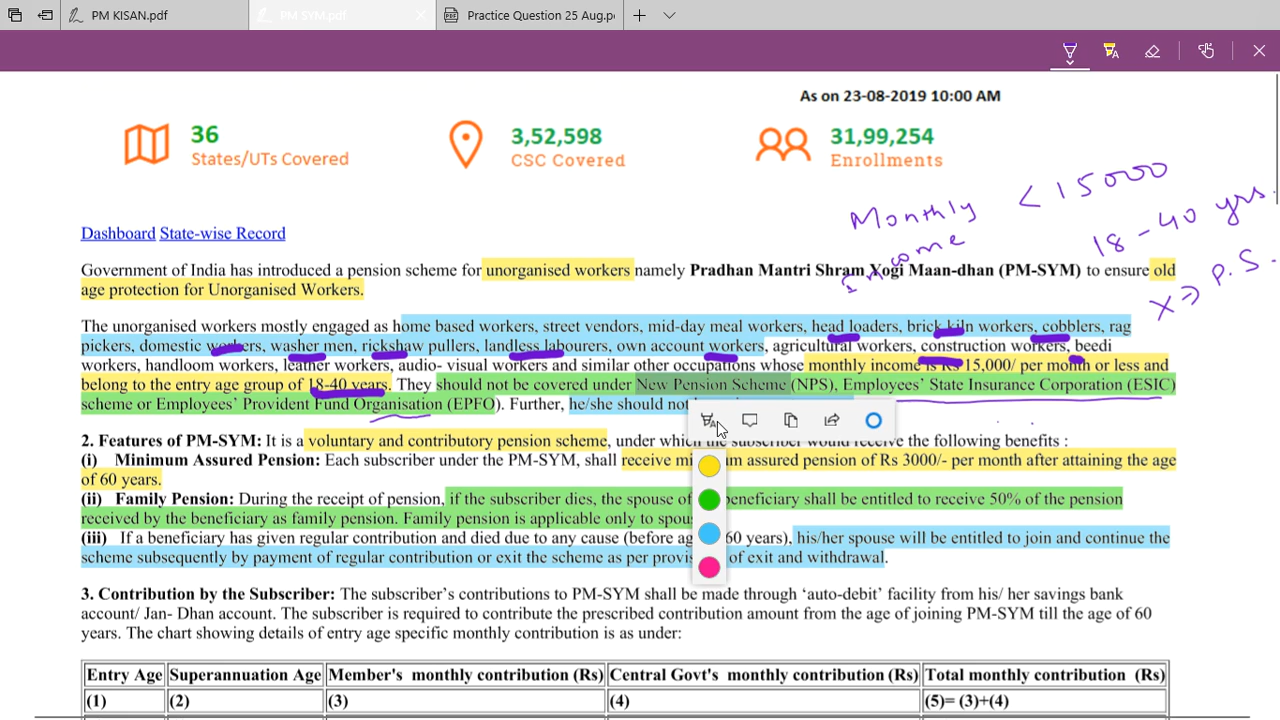 PM KISAN.pdf
PM SYM.pdf
Practice Question 25 Aug.p
As on 23-08-2019 10:00 AM
36
States/UTs Covered
3,52,598
CSC Covered
31,99,254
Enrollments
Monthly Income < 15000
18-40 yrs.
X => P.S.
Dashboard State-wise Record
Government of India has introduced a pension scheme for unorganised workers namely Pradhan Mantri Shram Yogi Maan-dhan (PM-SYM) to ensure old
age protection for Unorganised Workers.
The unorganised workers mostly engaged as home based workers, street vendors, mid-day meal workers, head loaders, brick kiln workers, cobblers, rag
pickers, domestic workers, washer men, rickshaw pullers, landless labourers, own account workers, agricultural workers, construction workers, beedi
workers, handloom workers, leather workers, audio- visual workers and similar other occupations whose monthly income is Rs 15,000/ per month or less and
belong to the entry age group of 18-40 years. They should not be covered under New Pension Scheme (NPS), Employees’ State Insurance Corporation (ESIC)
scheme or Employees’ Provident Fund Organisation (EPFO). Further, he/she should not
2. Features of PM-SYM: It is a voluntary and contributory pension scheme, under which the subscriber would receive the following benefits :
(i) Minimum Assured Pension: Each subscriber under the PM-SYM, shall receive minimum assured pension of Rs 3000/- per month after attaining the age
of 60 years.
(ii) Family Pension: During the receipt of pension, if the subscriber dies, the spouse of beneficiary shall be entitled to receive 50% of the pension
received by the beneficiary as family pension. Family pension is applicable only to spou
(iii) If a beneficiary has given regular contribution and died due to any cause (before ag 60 years), his/her spouse will be entitled to join and continue the
scheme subsequently by payment of regular contribution or exit the scheme as per provis of exit and withdrawal.
3. Contribution by the Subscriber: The subscriber’s contributions to PM-SYM shall be made through ‘auto-debit’ facility from his/ her savings bank
account/ Jan- Dhan account. The subscriber is required to contribute the prescribed contribution amount from the age of joining PM-SYM till the age of 60
years. The chart showing details of entry age specific monthly contribution is as under:
Entry Age Superannuation Age Member's monthly contribution (Rs) Central Govt's monthly contribution (Rs) Total monthly contribution (Rs)
(1) (2) (3) (4) (5)= (3)+(4)